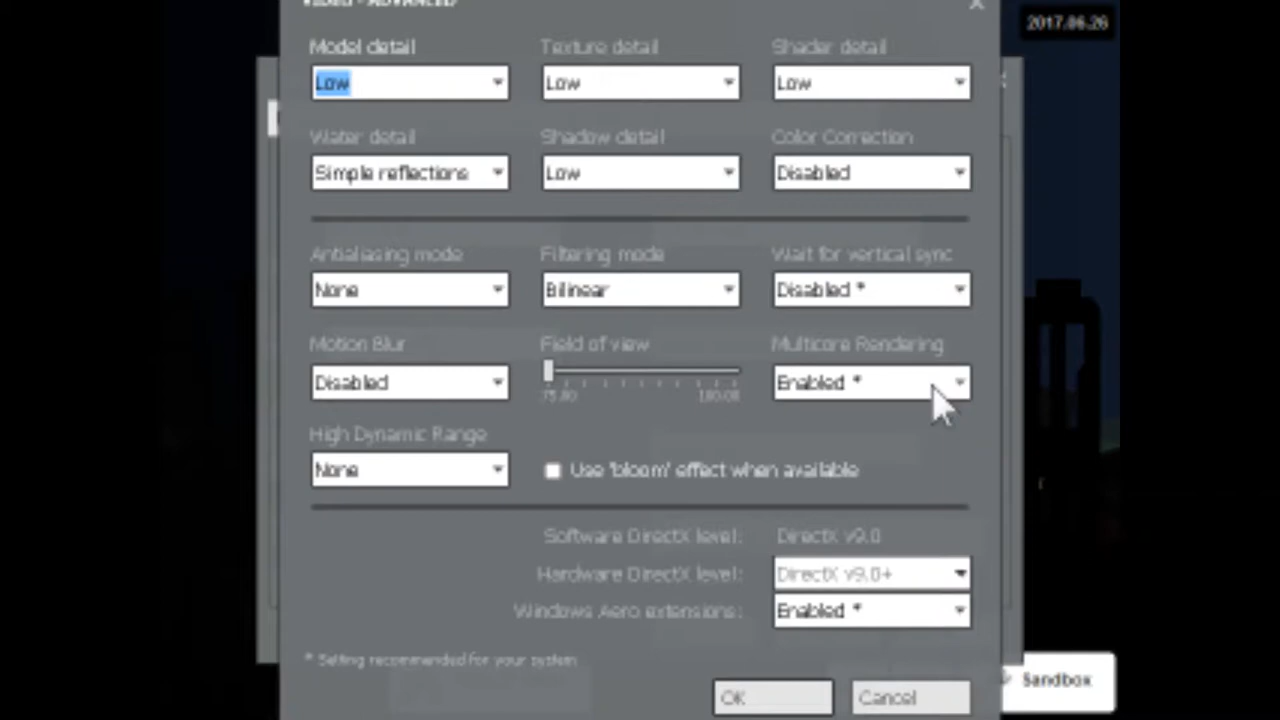 VIDEO - ADVANCED
2017.06.26
Model detail Texture detail Shader detail
Low Low Low
Water detail Shadow detail Color Correction
Simple reflections Low Disabled
Antialiasing mode Filtering mode Wait for vertical sync
None Bilinear Disabled *
Motion Blur Field of view Multicore Rendering
Disabled 75.00 100.00 Enabled *
High Dynamic Range
None Use 'bloom' effect when available
Software DirectX level: DirectX v9.0
Hardware DirectX level: DirectX v9.0+
Windows Aero extensions: Enabled *
* Setting recommended for your system
OK Cancel
Sandbox